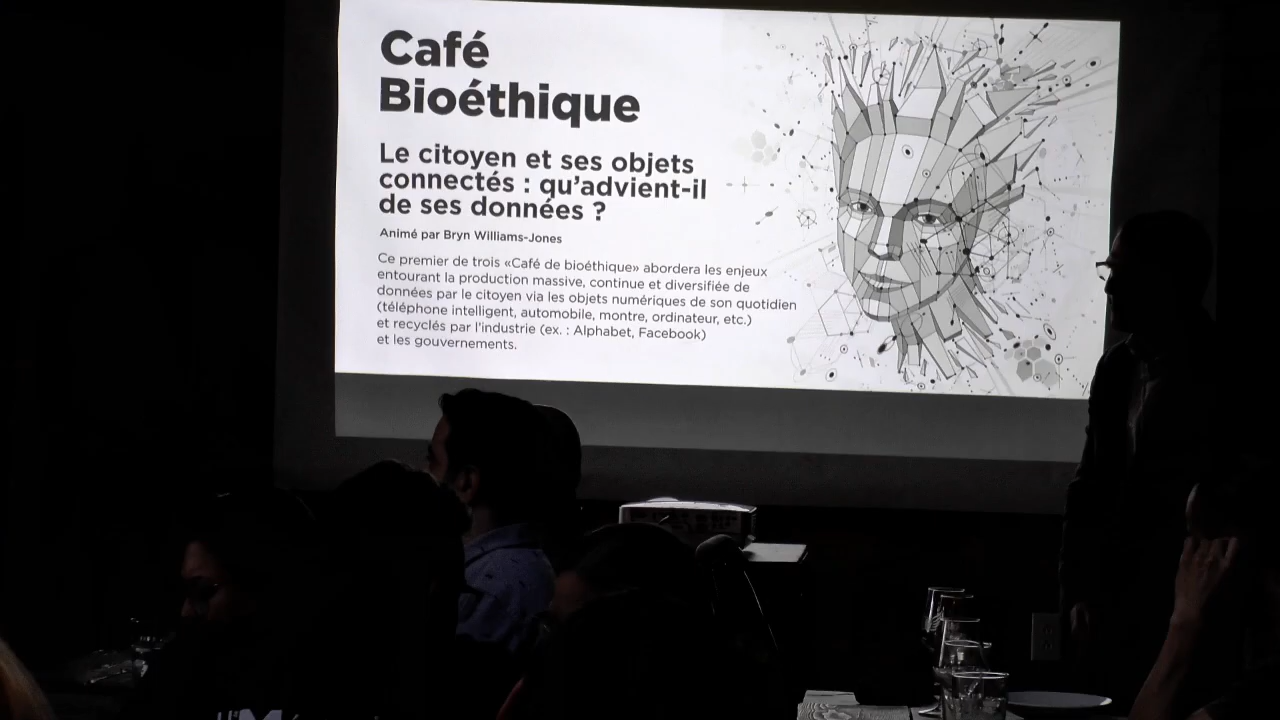 Café
Bioéthique
Le citoyen et ses objets
connectés : qu'advient-il
de ses données ?
Animé par Bryn Williams-Jones
Ce premier de trois «Café de bioéthique» abordera les enjeux
entourant la production massive, continue et diversifiée de
données par le citoyen via les objets numériques de son quotidien
(téléphone intelligent, automobile, montre, ordinateur, etc.)
et recyclés par l'industrie (ex. : Alphabet, Facebook)
et les gouvernements.